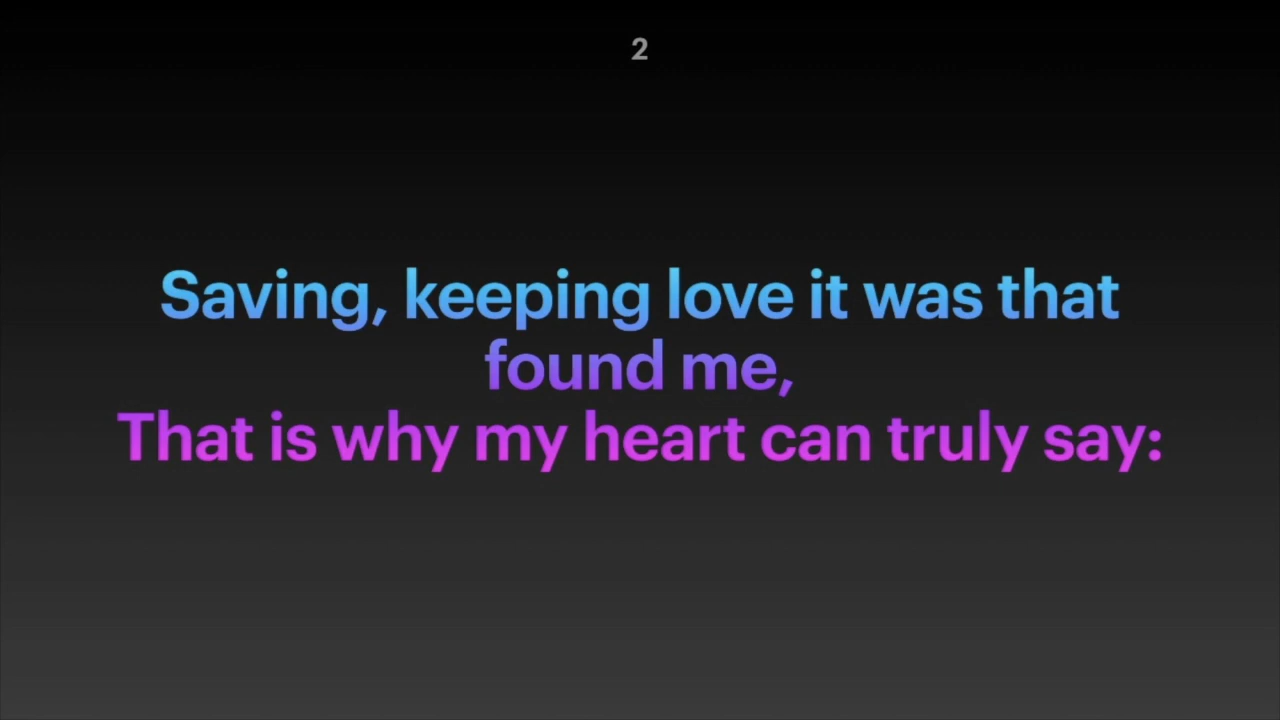 2
Saving, keeping love it was that
found me,
That is why my heart can truly say: